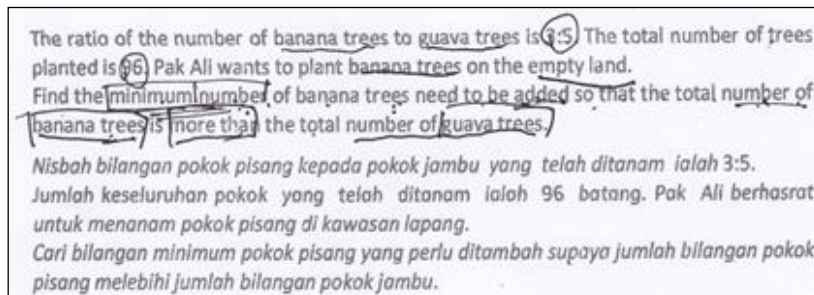 The ratio of the number of banana trees to guava trees is 3:5. The total number of trees
planted is 96. Pak Ali wants to plant banana trees on the empty land.
Find the minimum number of banana trees need to be added so that the total number of
banana trees is more than the total number of guava trees.
Nisbah bilangan pokok pisang kepada pokok jambu yang telah ditanam ialah 3:5.
Jumlah keseluruhan pokok yang telah ditanam ialah 96 batang. Pak Ali berhasrat
untuk menanam pokok pisang di kawasan lapang.
Cari bilangan minimum pokok pisang yang perlu ditambah supaya jumlah bilangan pokok
pisang melebihi jumlah bilangan pokok jambu.